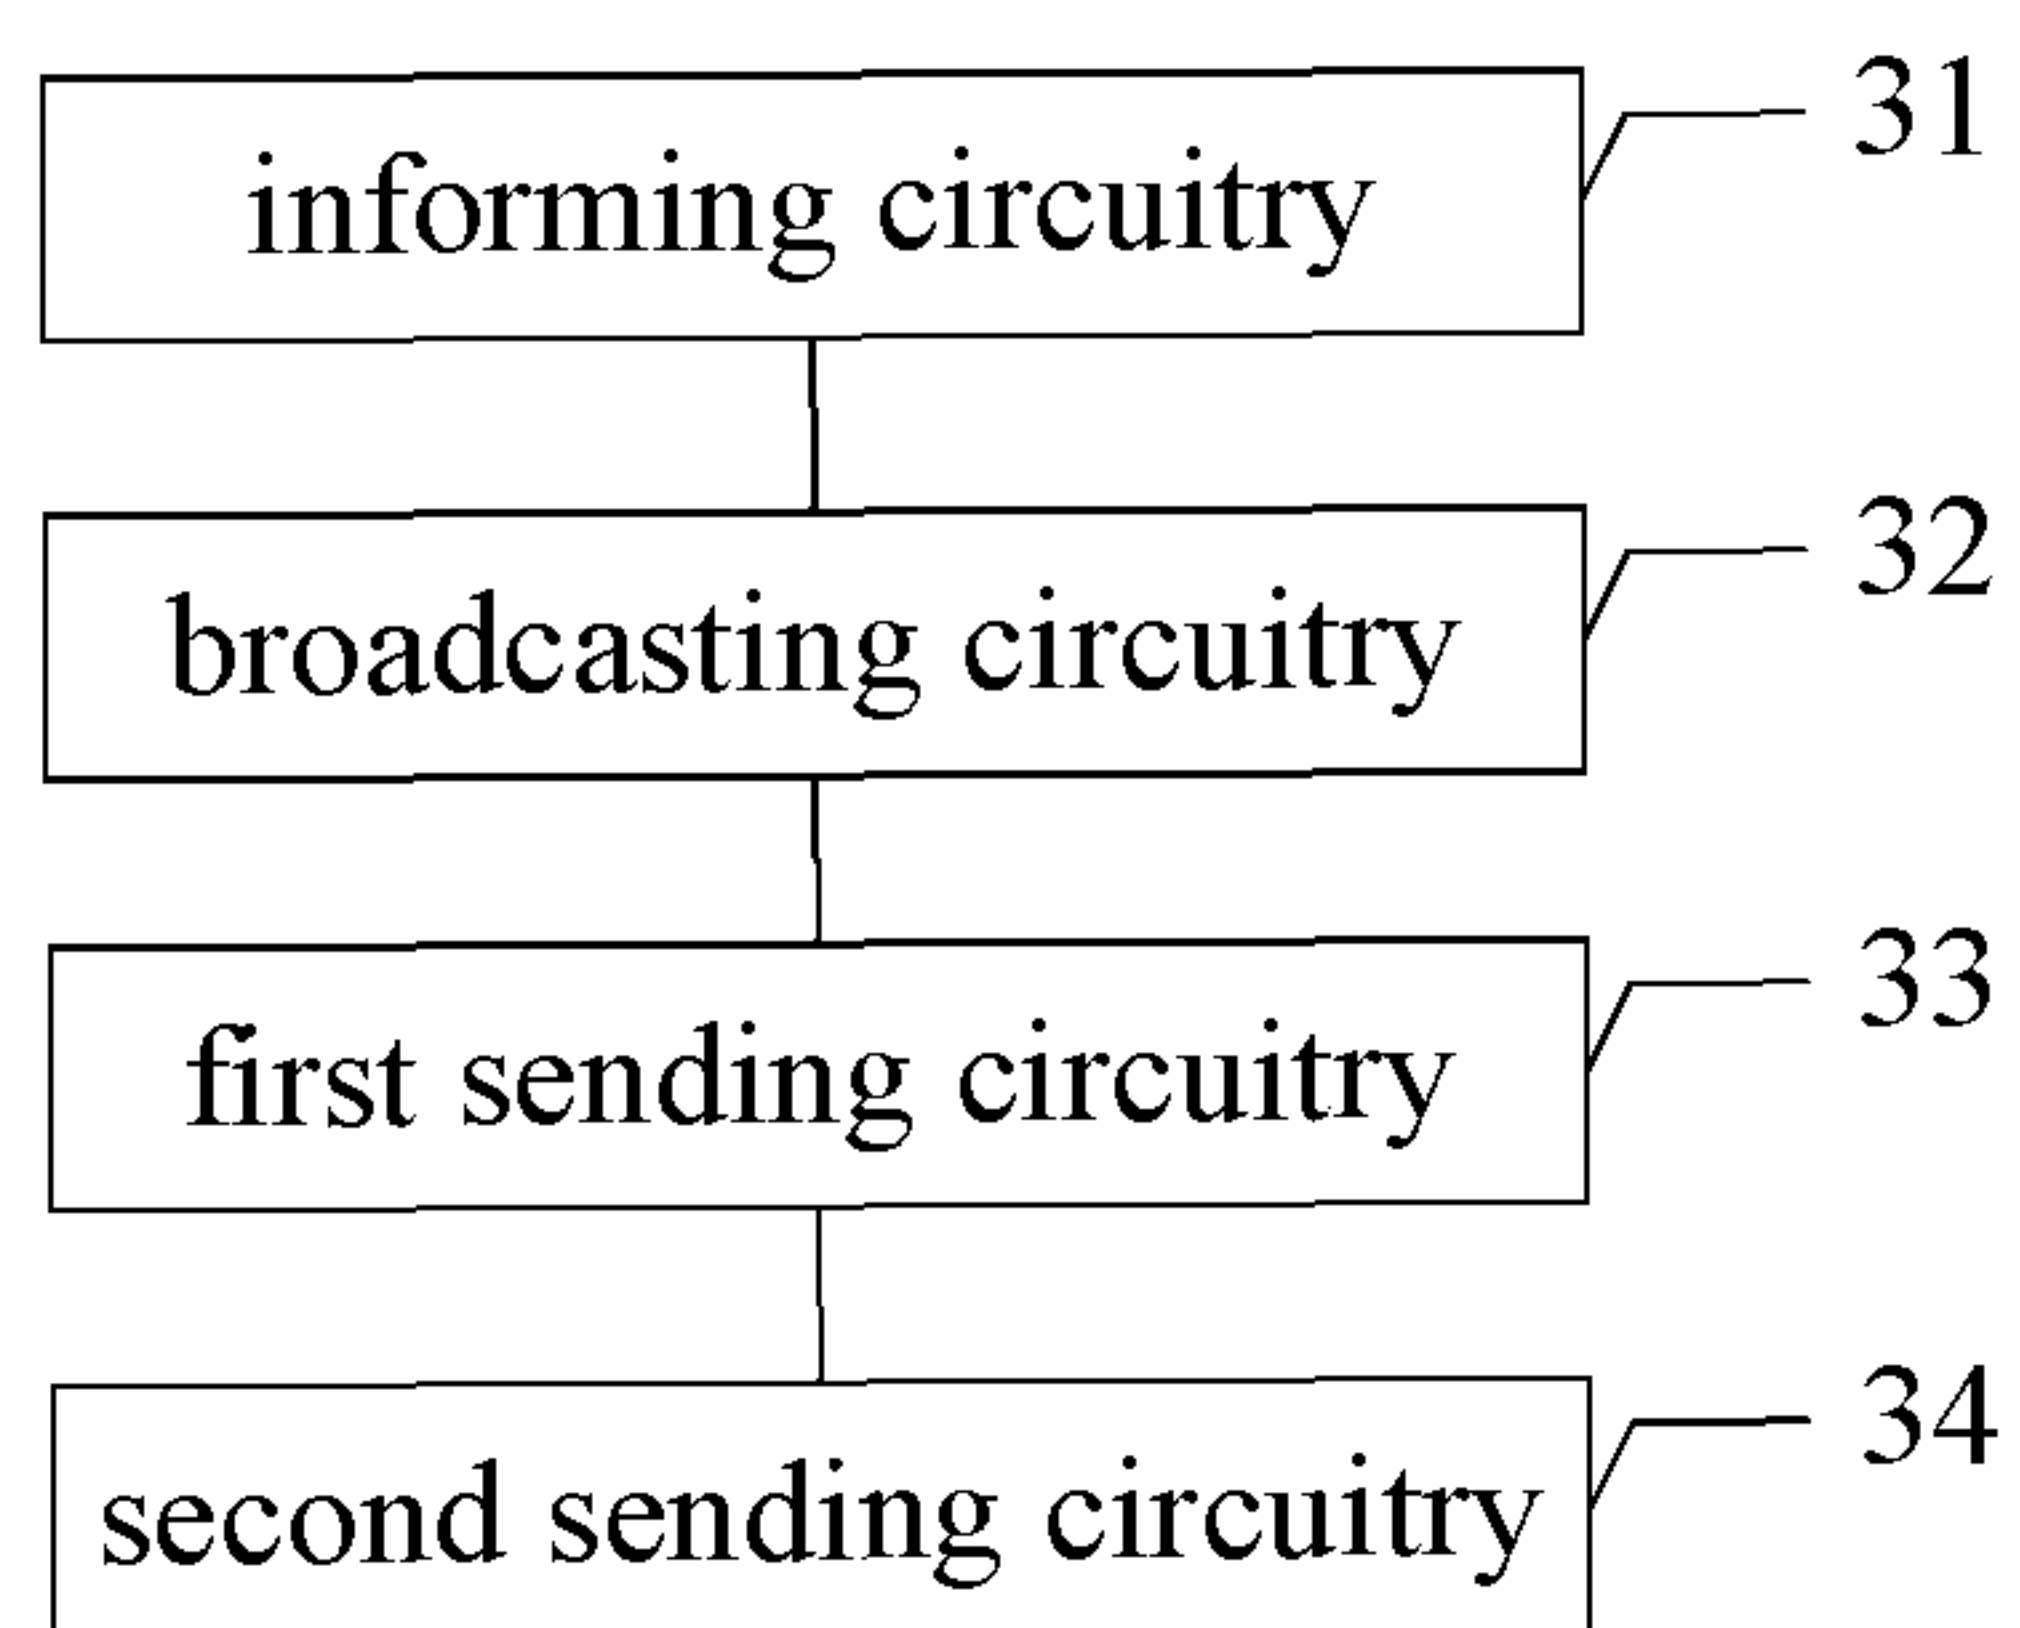 informing circuitry 31
broadcasting circuitry 32
first sending circuitry 33
second sending circuitry 34